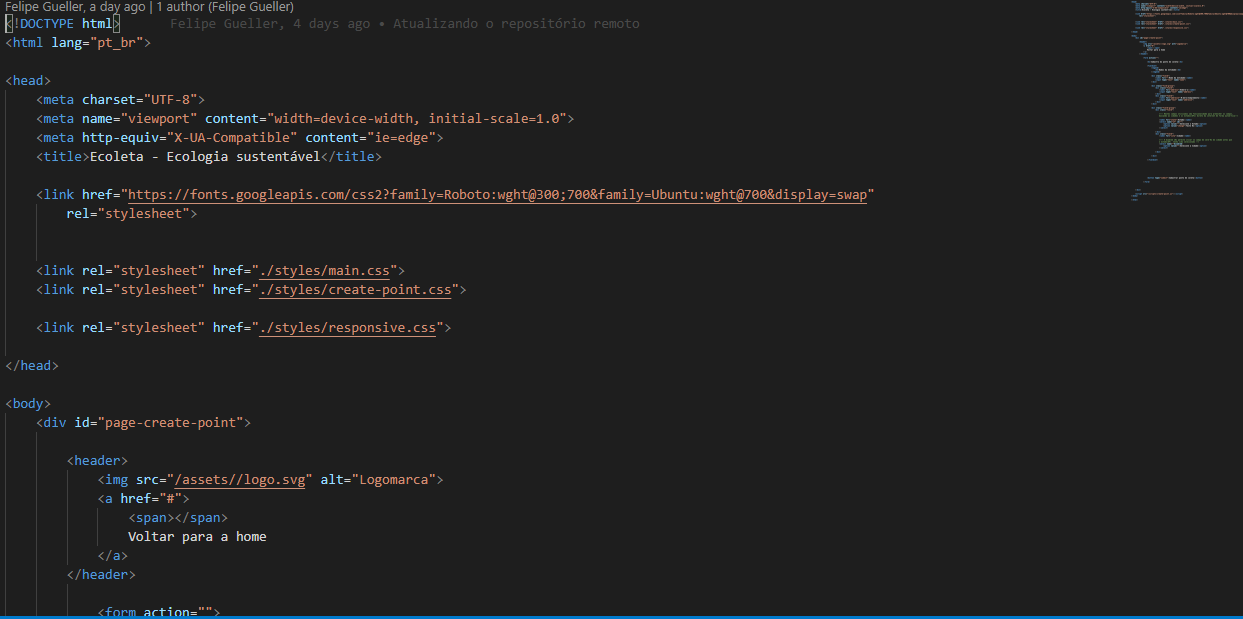 Felipe Gueller, a day ago | 1 author (Felipe Gueller)
<!DOCTYPE html> Felipe Gueller, 4 days ago • Atualizando o repositório remoto
<html lang="pt_br">
<head>
<meta charset="UTF-8">
<meta name="viewport" content="width=device-width, initial-scale=1.0">
<meta http-equiv="X-UA-Compatible" content="ie=edge">
<title>Ecoleta - Ecologia sustentável</title>
<link href="https://fonts.googleapis.com/css2?family=Roboto:wght@300;700&family=Ubuntu:wght@700&display=swap"
rel="stylesheet">
<link rel="stylesheet" href="./styles/main.css">
<link rel="stylesheet" href="./styles/create-point.css">
<link rel="stylesheet" href="./styles/responsive.css">
</head>
<body>
<div id="page-create-point">
<header>
<img src="/assets//logo.svg" alt="Logomarca">
<a href="#">
<span></span>
Voltar para a home
</a>
</header>
<form action="">